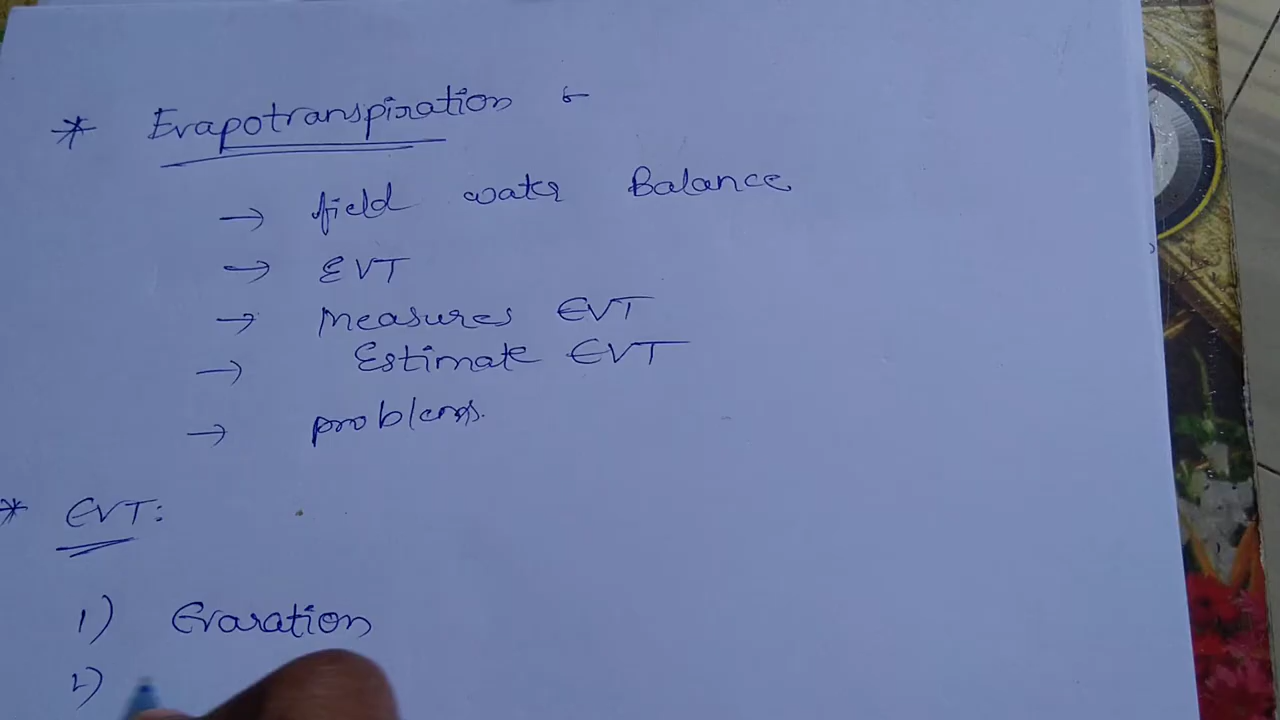 * Evapotranspiration :-
→ field water Balance
→ EVT
→ Measures EVT
→ Estimate EVT
→ problems.
* EVT:
1) Evaration
2)